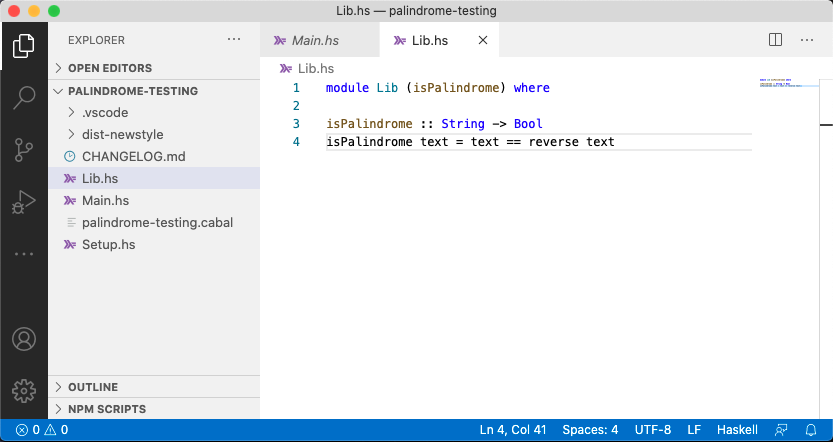 Lib.hs — palindrome-testing
EXPLORER
OPEN EDITORS
PALINDROME-TESTING
.vscode
dist-newstyle
CHANGELOG.md
Lib.hs
Main.hs
palindrome-testing.cabal
Setup.hs
OUTLINE
NPM SCRIPTS
Main.hs
Lib.hs
Lib.hs
1 module Lib (isPalindrome) where
2
3 isPalindrome :: String -> Bool
4 isPalindrome text = text == reverse text
0 0
Ln 4, Col 41 Spaces: 4 UTF-8 LF Haskell